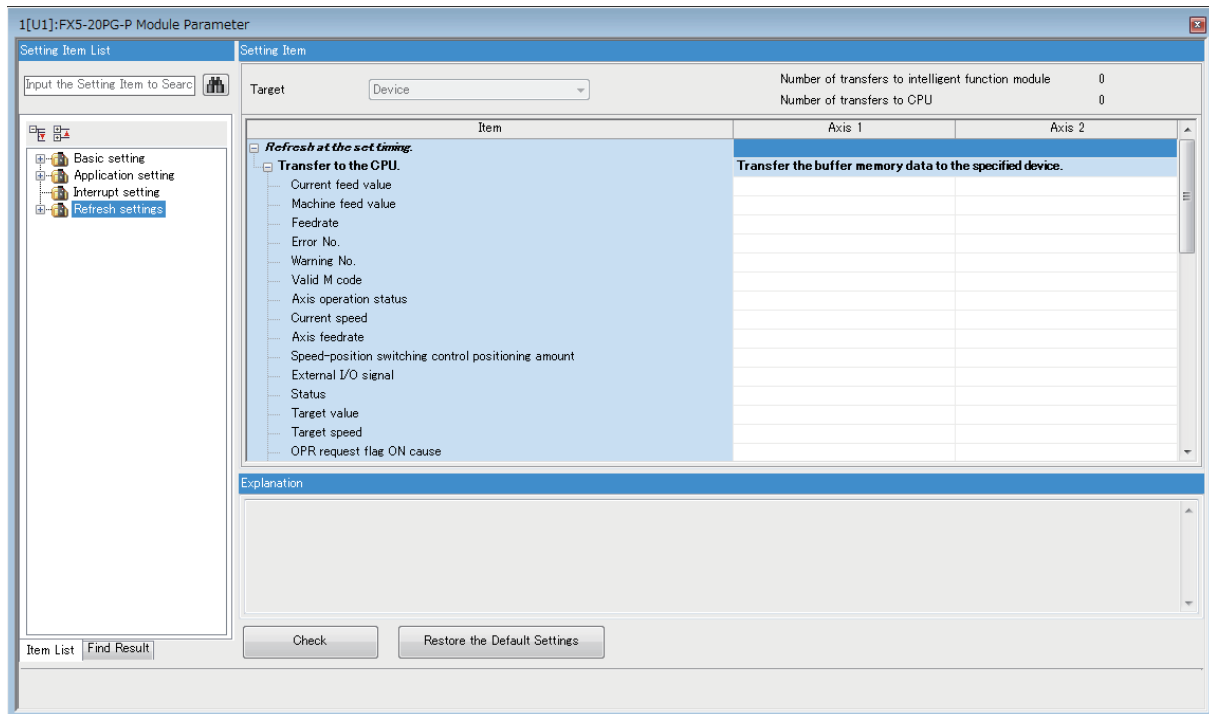 1[U1]:FX5-20PG-P Module Parameter
Setting Item List
Input the Setting Item to Searc
Basic setting
Application setting
Interrupt setting
Refresh settings
Item List
Find Result
Setting Item
Target
Device
Number of transfers to intelligent function module 0
Number of transfers to CPU 0
Item Axis 1 Axis 2
Refresh at the set timing.
Transfer to the CPU. Transfer the buffer memory data to the specified device.
Current feed value
Machine feed value
Feedrate
Error No.
Warning No.
Valid M code
Axis operation status
Current speed
Axis feedrate
Speed-position switching control positioning amount
External I/O signal
Status
Target value
Target speed
OPR request flag ON cause
Explanation
Check
Restore the Default Settings